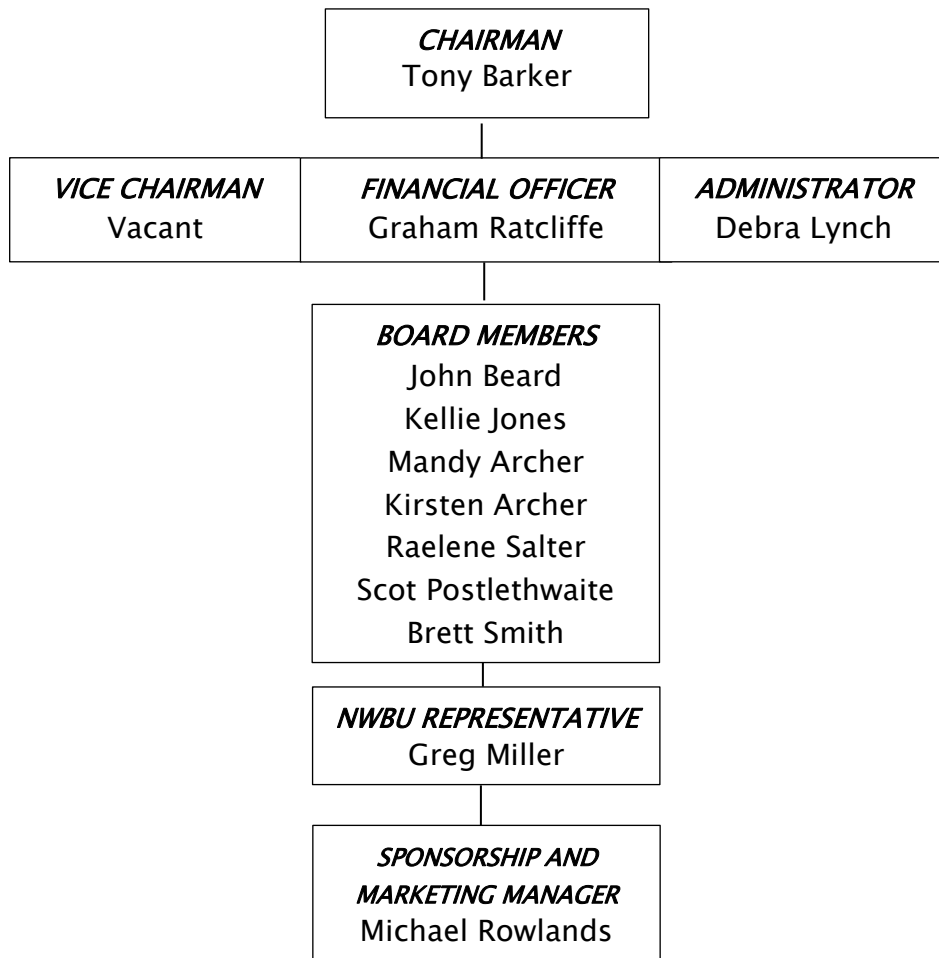 CHAIRMAN
Tony Barker
VICE CHAIRMAN
Vacant
FINANCIAL OFFICER
Graham Ratcliffe
ADMINISTRATOR
Debra Lynch
BOARD MEMBERS
John Beard
Kellie Jones
Mandy Archer
Kirsten Archer
Raelene Salter
Scot Postlethwaite
Brett Smith
NWBU REPRESENTATIVE
Greg Miller
SPONSORSHIP AND
MARKETING MANAGER
Michael Rowlands